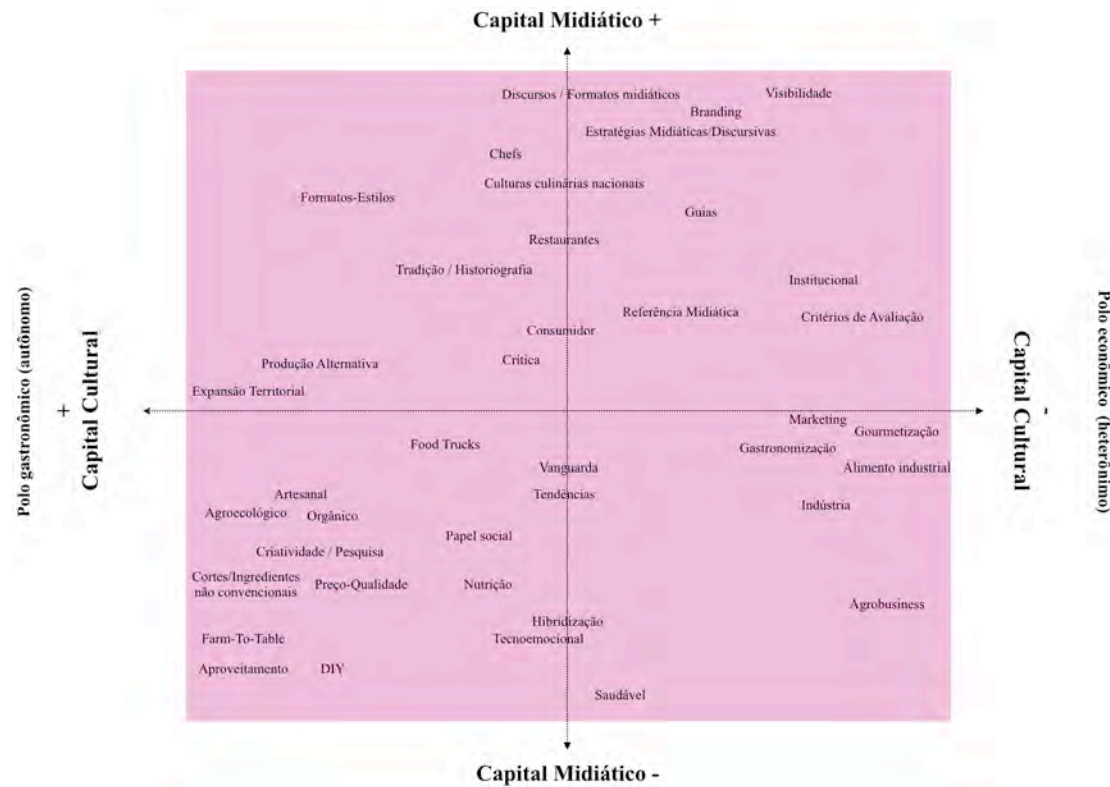 Capital Midiático +
Discursos / Formatos midiáticos
Visibilidade
Branding
Estratégias Midiáticas/Discursivas
Chefs
Culturas culinárias nacionais
Formatos-Estilos
Guias
Restaurantes
Tradição / Historiografia
Institucional
Referência Midiática
Critérios de Avaliação
Consumidor
Crítica
Produção Alternativa
Expansão Territorial
Polo gastronômico (autônomo)
+
Capital Cultural
-
Capital Cultural
Polo econômico (heterônimo)
Marketing
Gourmetização
Food Trucks
Gastronomização
Vanguarda
Alimento industrial
Artesanal
Tendências
Agroecológico
Orgânico
Indústria
Papel social
Criatividade / Pesquisa
Cortes/Ingredientes
não convencionais
Preço-Qualidade
Nutrição
Agrobusiness
Hibridização
Farm-To-Table
Tecnoemocional
Aproveitamento
DIY
Saudável
Capital Midiático -